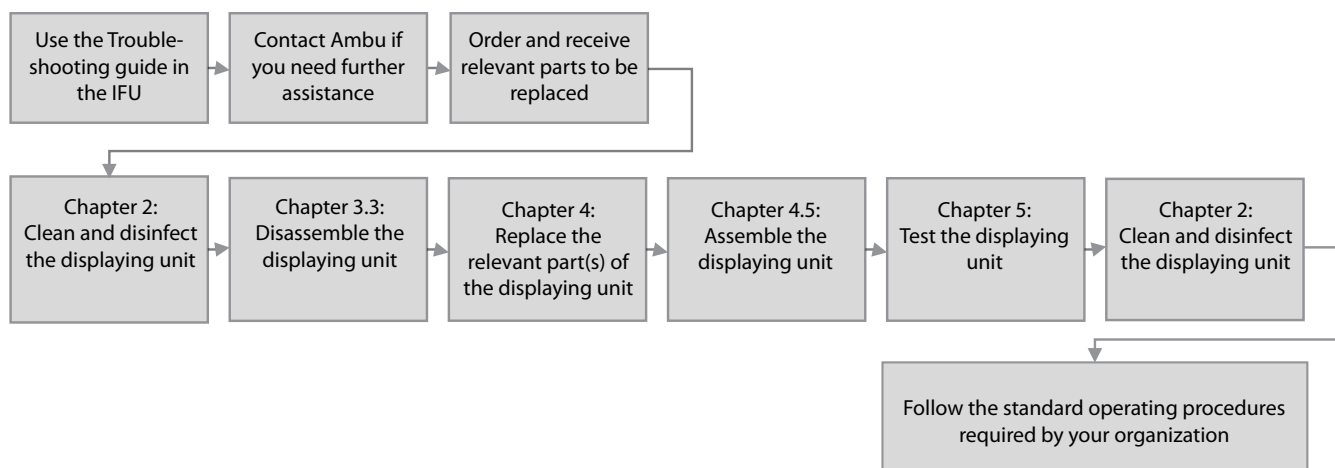 Use the Trouble-
shooting guide in
the IFU
Contact Ambu if
you need further
assistance
Order and receive
relevant parts to be
replaced
Chapter 2:
Clean and disinfect
the displaying unit
Chapter 3.3:
Disassemble the
displaying unit
Chapter 4:
Replace the
relevant part(s) of
the displaying unit
Chapter 4.5:
Assemble the
displaying unit
Chapter 5:
Test the displaying
unit
Chapter 2:
Clean and disinfect
the displaying unit
Follow the standard operating procedures
required by your organization